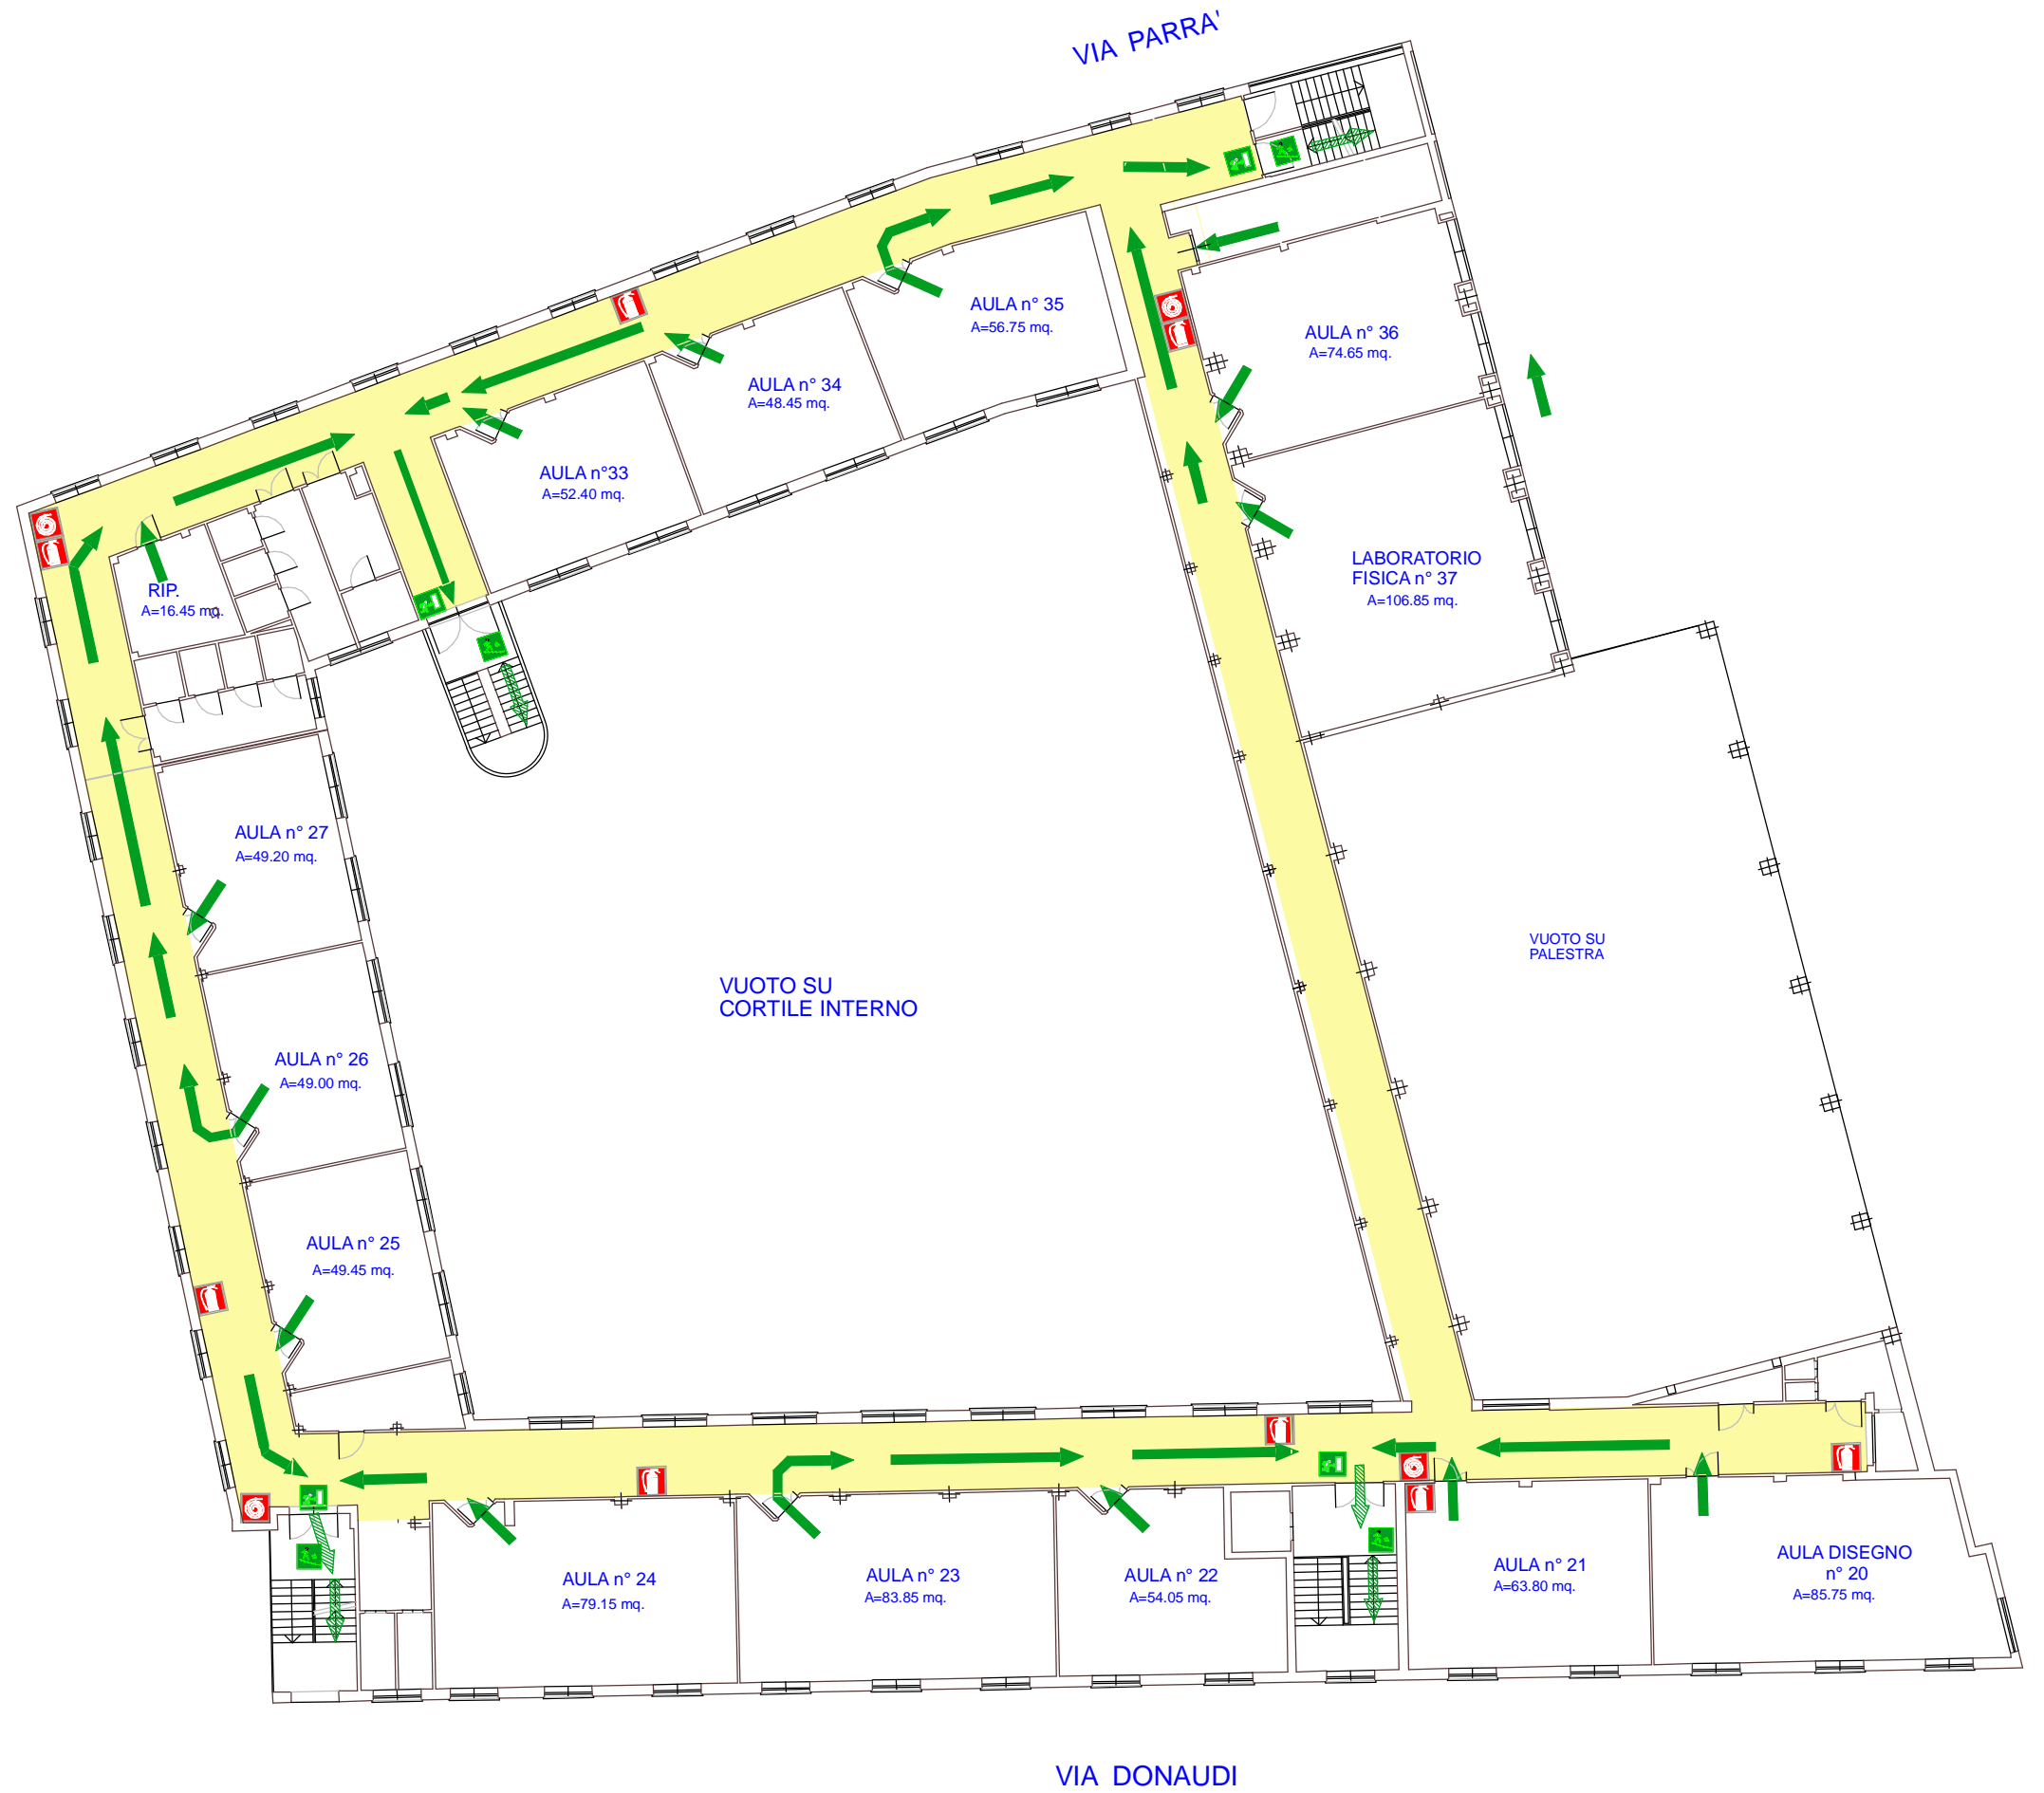 VIA PARRA'
AULA n° 35
A=56.75 mq.
AULA n° 36
A=74.65 mq.
AULA n° 34
A=48.45 mq.
AULA n°33
A=52.40 mq.
LABORATORIO
FISICA n° 37
A=106.85 mq.
RIP.
A=16.45 mq.
AULA n° 27
A=49.20 mq.
VUOTO SU
PALESTRA
VUOTO SU
CORTILE INTERNO
AULA n° 26
A=49.00 mq.
AULA n° 25
A=49.45 mq.
AULA n° 24
A=79.15 mq.
AULA n° 23
A=83.85 mq.
AULA n° 22
A=54.05 mq.
AULA n° 21
A=63.80 mq.
AULA DISEGNO
n° 20
A=85.75 mq.
VIA DONAUDI